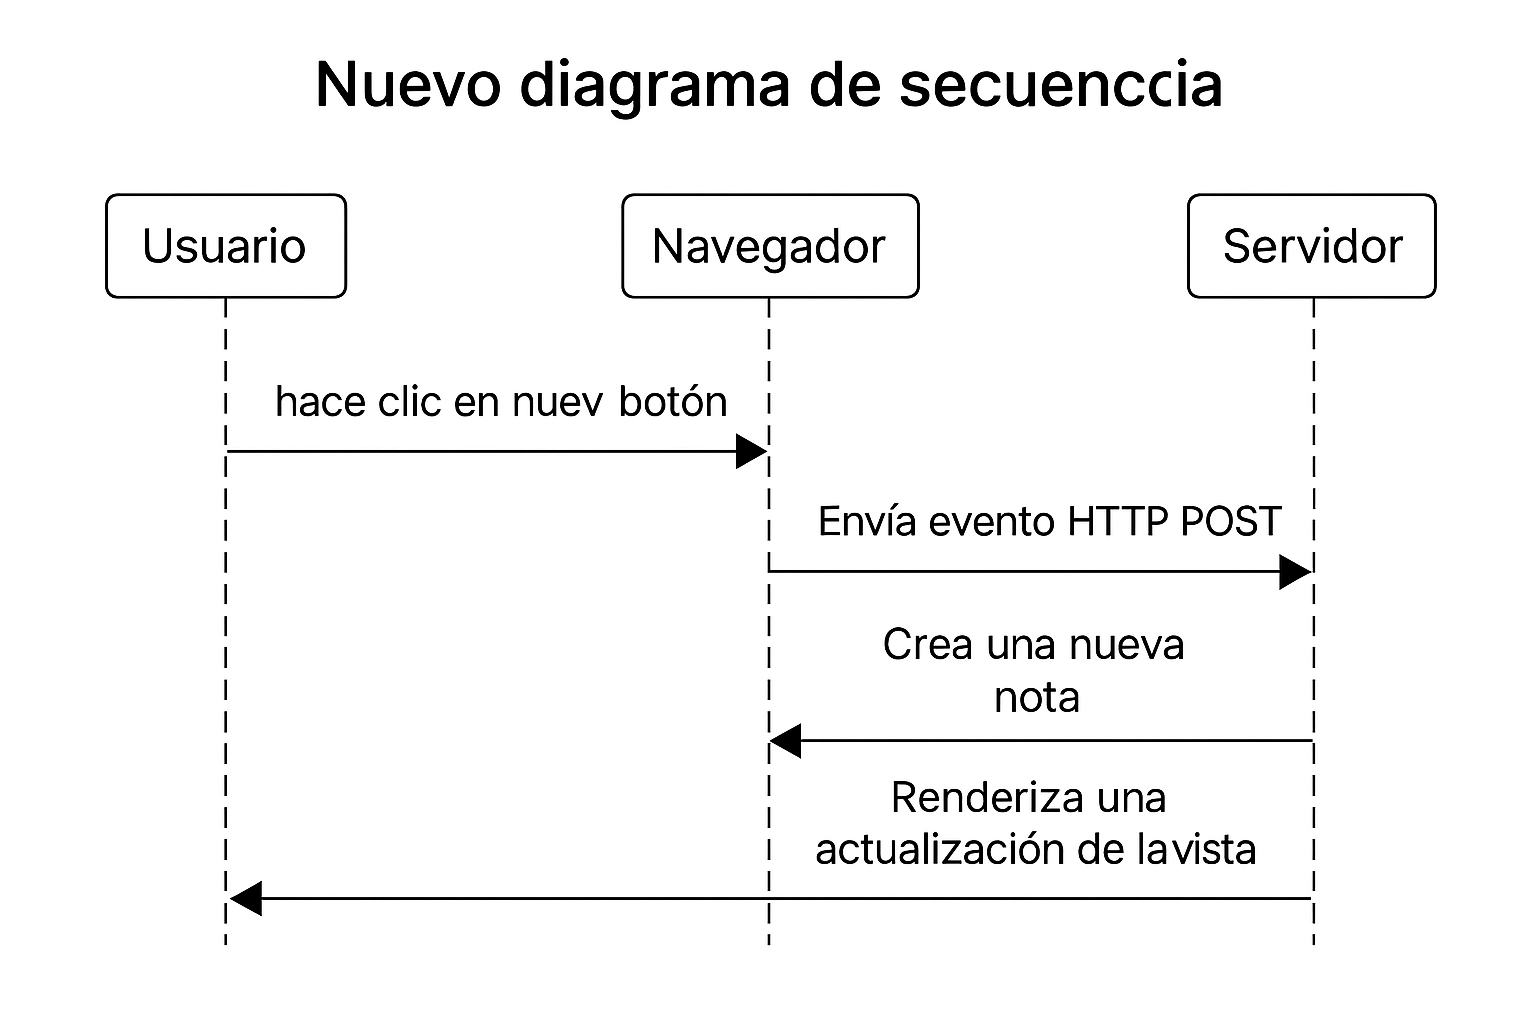 Nuevo diagrama de secuenccia
Usuario
Navegador
Servidor
hace clic en nuev botón
Envía evento HTTP POST
Crea una nueva
nota
Renderiza una
actualización de lavista